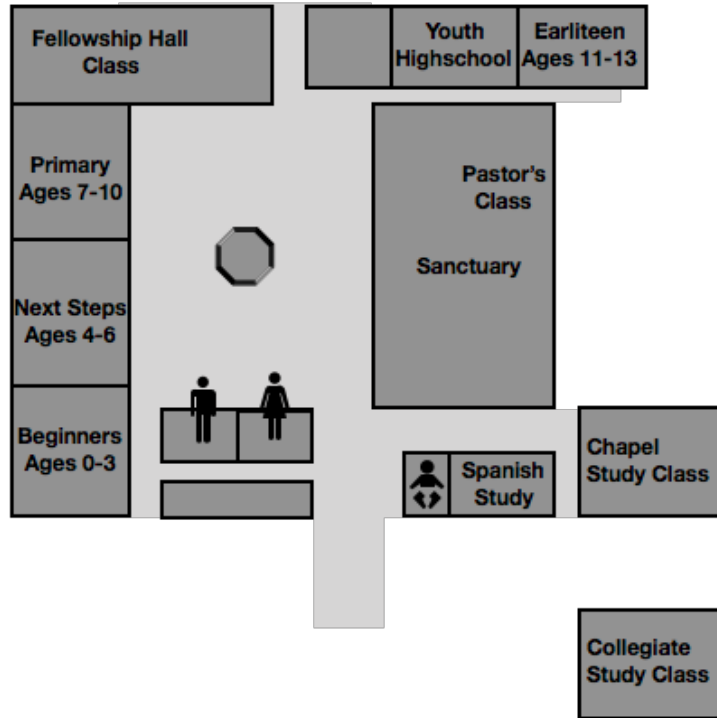 Fellowship Hall
Class
Youth
Highschool
Earliteen
Ages 11-13
Primary
Ages 7-10
Pastor's
Class
Sanctuary
Next Steps
Ages 4-6
Beginners
Ages 0-3
Spanish
Study
Chapel
Study Class
Collegiate
Study Class